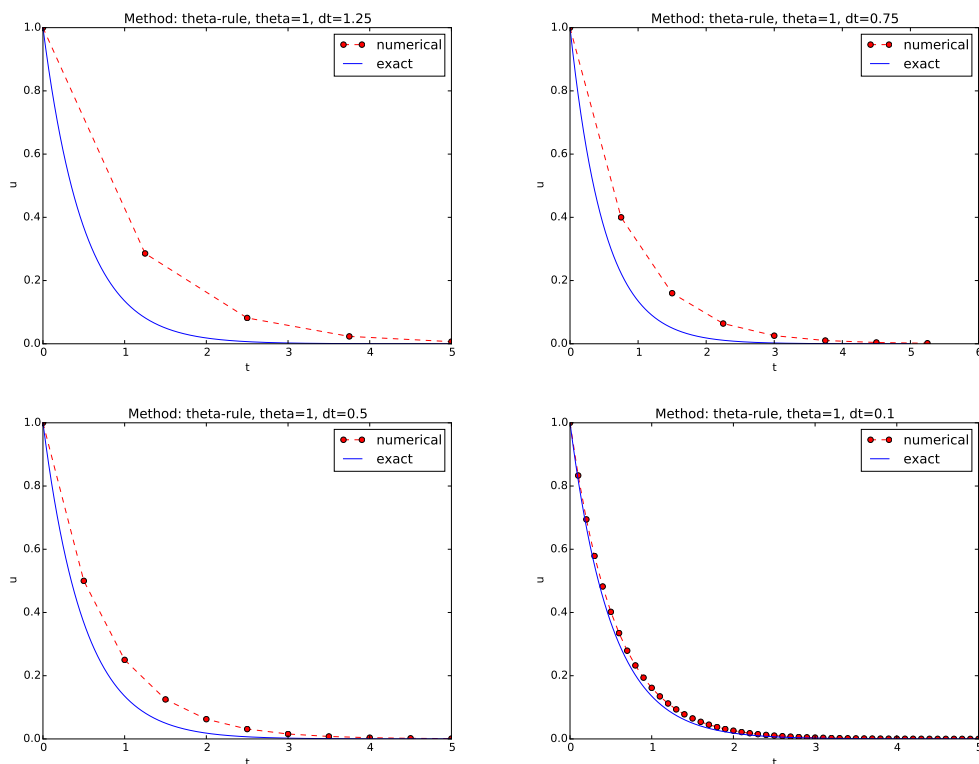 Method: theta-rule, theta=1, dt=1.25
numerical
exact
1.0
0.8
0.6
u
0.4
0.2
0.0
0 1 2 3 4 5
t
Method: theta-rule, theta=1, dt=0.75
numerical
exact
1.0
0.8
0.6
u
0.4
0.2
0.0
0 1 2 3 4 5 6
t
Method: theta-rule, theta=1, dt=0.5
numerical
exact
1.0
0.8
0.6
u
0.4
0.2
0.0
0 1 2 3 4 5
t
Method: theta-rule, theta=1, dt=0.1
numerical
exact
1.0
0.8
0.6
u
0.4
0.2
0.0
0 1 2 3 4 5
t